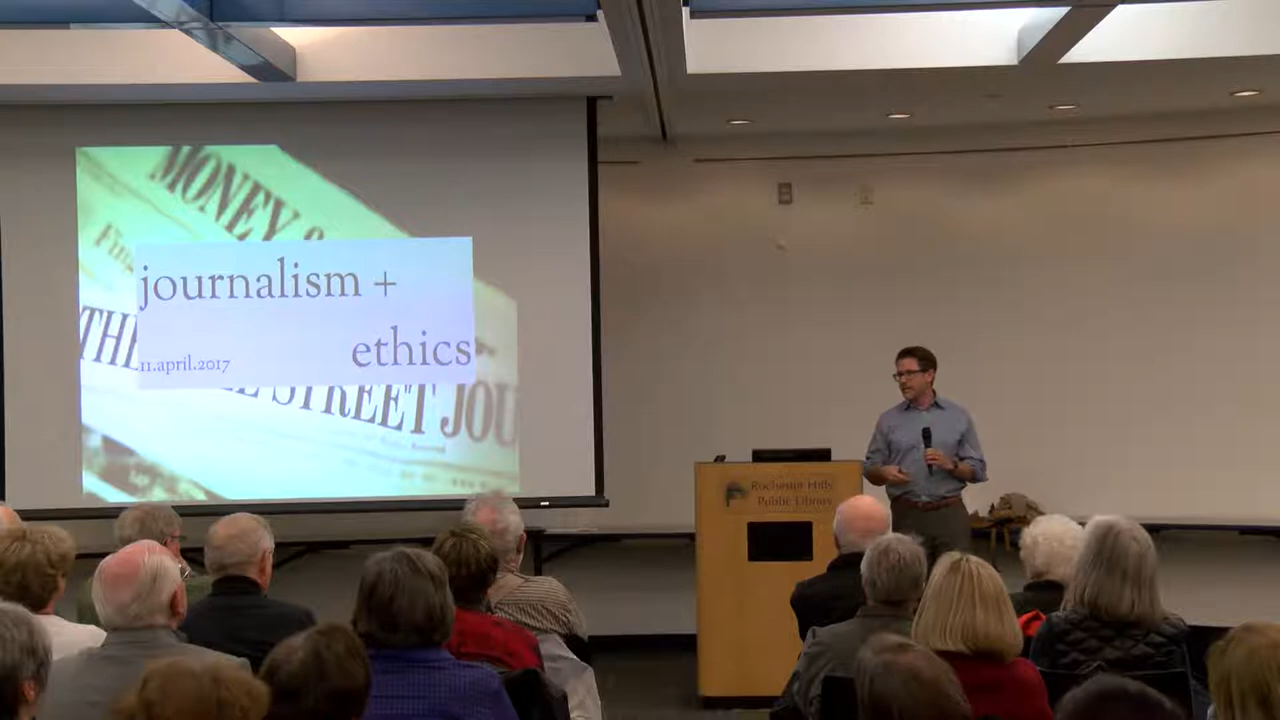 MONEY &
journalism +
ethics
11.april.2017
THE
STREET JOU
Rochester Hills
Public Library